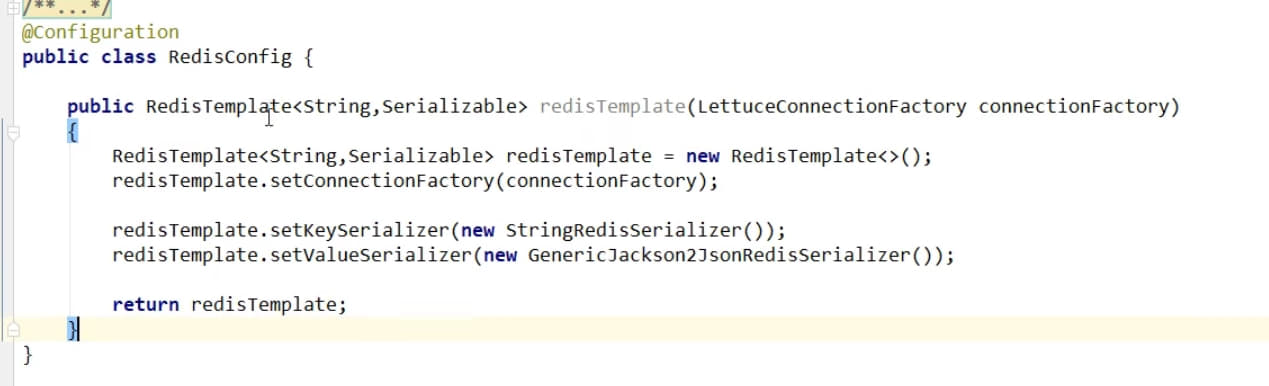 /**...*/
@Configuration
public class RedisConfig {
public RedisTemplate<String,Serializable> redisTemplate(LettuceConnectionFactory connectionFactory)
{
RedisTemplate<String,Serializable> redisTemplate = new RedisTemplate<>();
redisTemplate.setConnectionFactory(connectionFactory);
redisTemplate.setKeySerializer(new StringRedisSerializer());
redisTemplate.setValueSerializer(new GenericJackson2JsonRedisSerializer());
return redisTemplate;
}
}